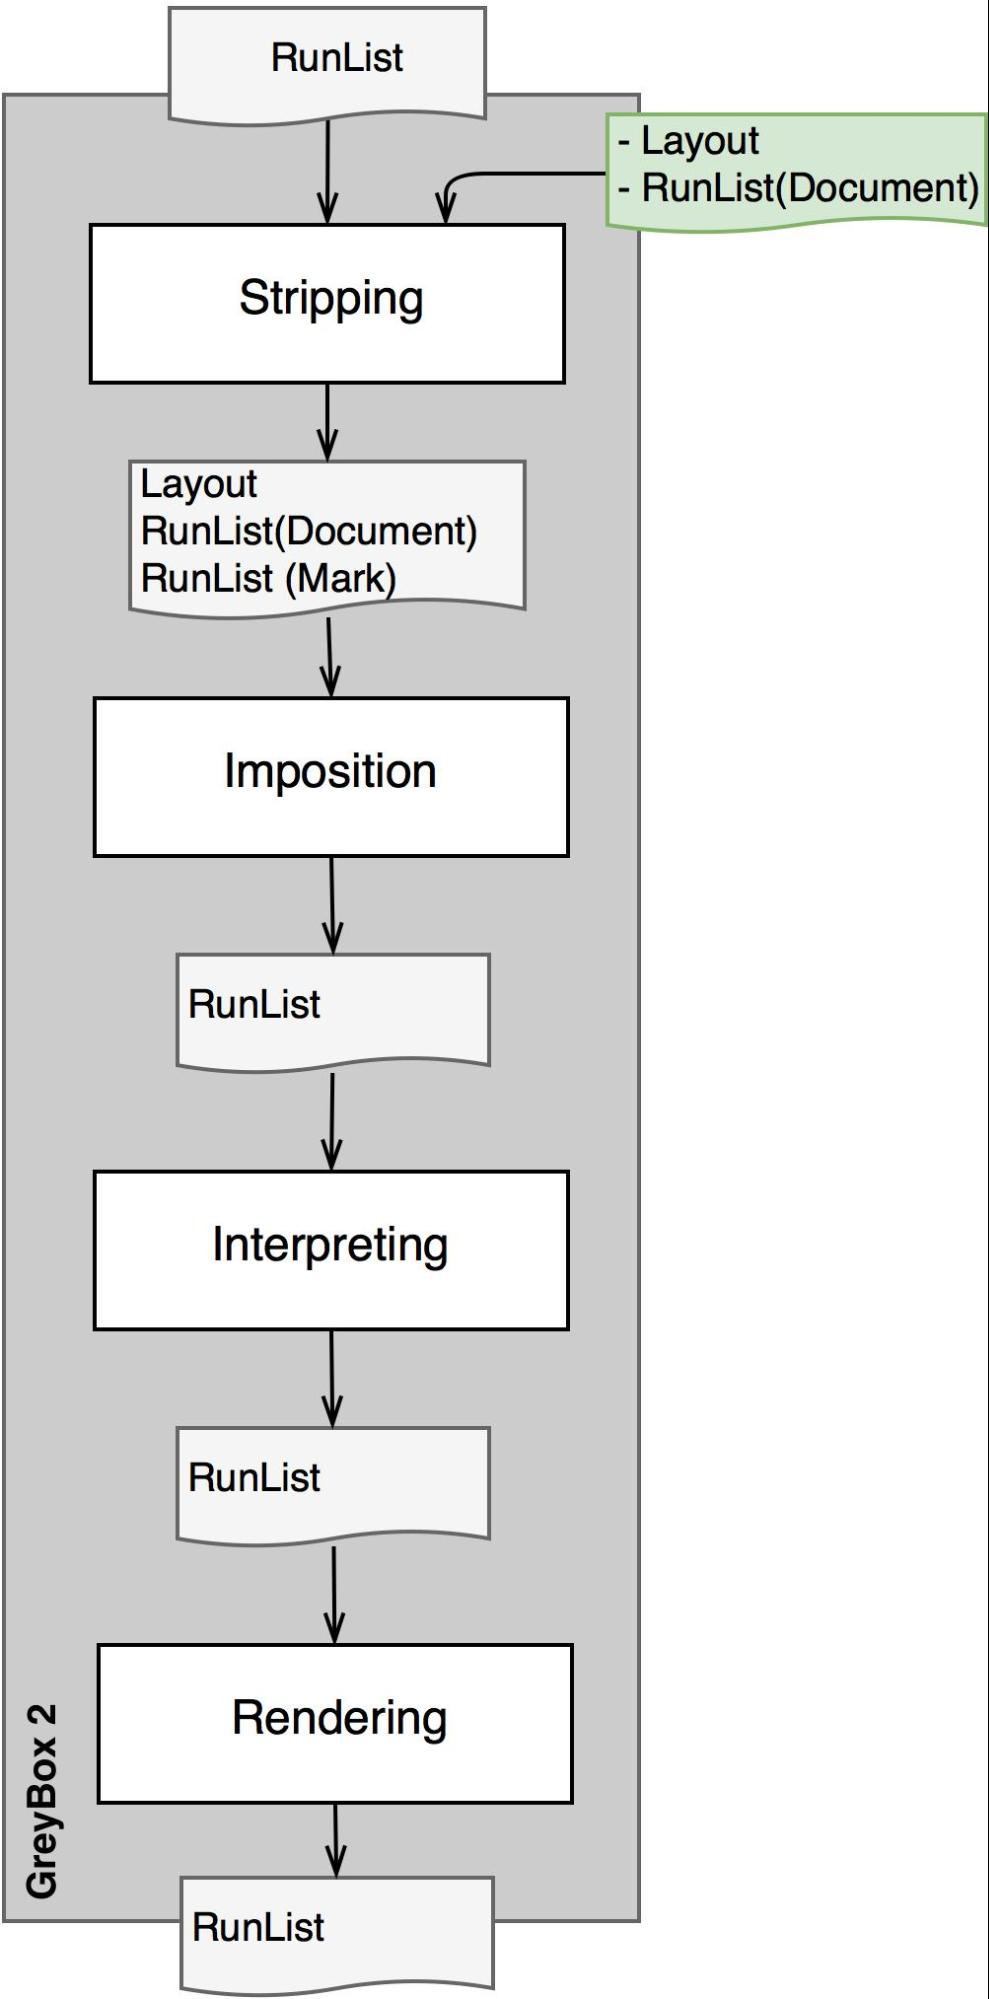 RunList
- Layout
- RunList(Document)
Stripping
Layout
RunList(Document)
RunList (Mark)
Imposition
RunList
Interpreting
RunList
Rendering
GreyBox 2
RunList